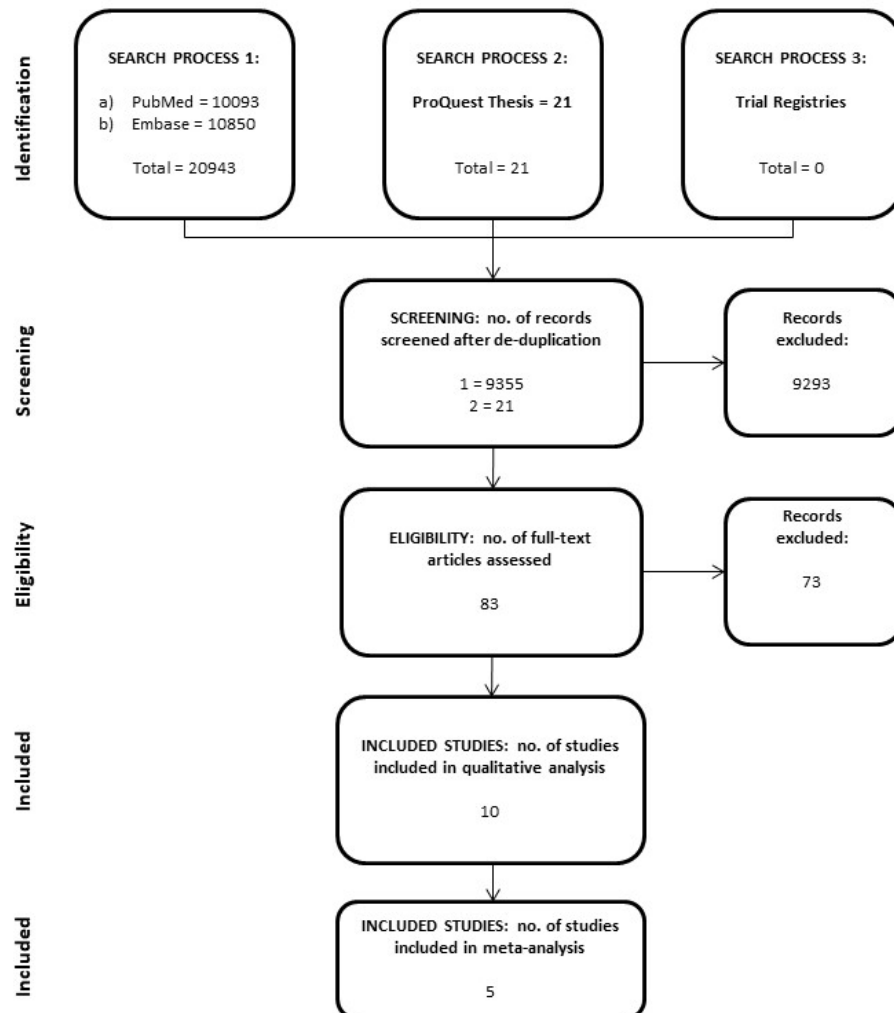 Identification
SEARCH PROCESS 1:
a) PubMed = 10093
b) Embase = 10850
Total = 20943
SEARCH PROCESS 2:
ProQuest Thesis = 21
Total = 21
SEARCH PROCESS 3:
Trial Registries
Total = 0
Screening
SCREENING: no. of records
screened after de-duplication
1 = 9355
2 = 21
Records
excluded:
9293
Eligibility
ELIGIBILITY: no. of full-text
articles assessed
83
Records
excluded:
73
Included
INCLUDED STUDIES: no. of studies
included in qualitative analysis
10
Included
INCLUDED STUDIES: no. of studies
included in meta-analysis
5